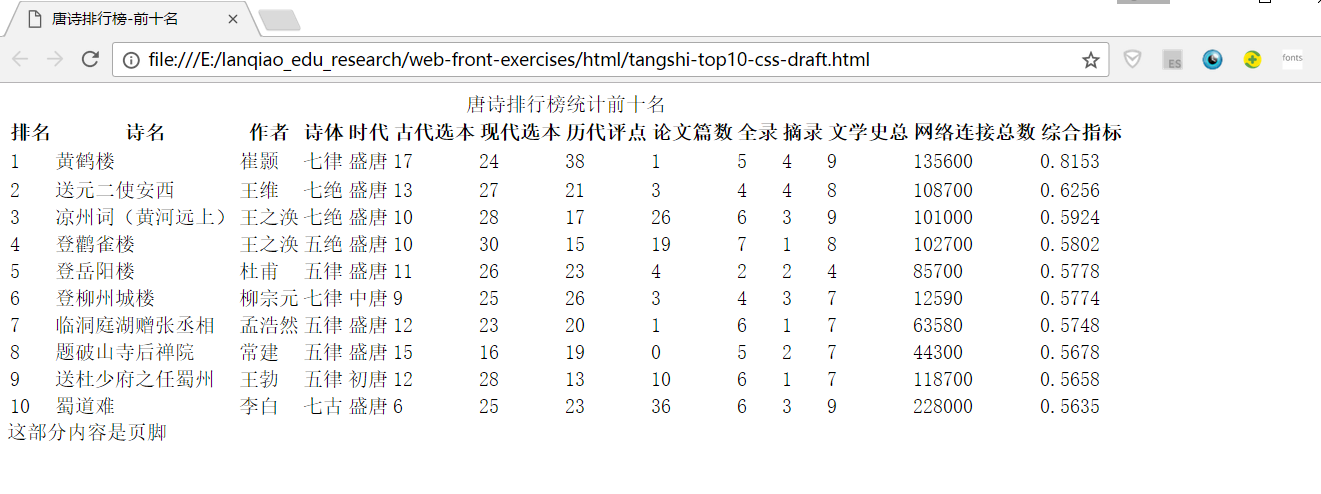 唐诗排行榜-前十名
file:///E:/lanqiao_edu_research/web-front-exercises/html/tangshi-top10-css-draft.html
ES
fonts
唐诗排行榜统计前十名
排名 诗名 作者 诗体 时代 古代选本 现代选本 历代评点 论文篇数 全录 摘录 文学史总 网络连接总数 综合指标
1 黄鹤楼 崔颢 七律 盛唐 17 24 38 1 5 4 9 135600 0.8153
2 送元二使安西 王维 七绝 盛唐 13 27 21 3 4 4 8 108700 0.6256
3 凉州词（黄河远上） 王之涣 七绝 盛唐 10 28 17 26 6 3 9 101000 0.5924
4 登鹳雀楼 王之涣 五绝 盛唐 10 30 15 19 7 1 8 102700 0.5802
5 登岳阳楼 杜甫 五律 盛唐 11 26 23 4 2 2 4 85700 0.5778
6 登柳州城楼 柳宗元 七律 中唐 9 25 26 3 4 3 7 12590 0.5774
7 临洞庭湖赠张丞相 孟浩然 五律 盛唐 12 23 20 1 6 1 7 63580 0.5748
8 题破山寺后禅院 常建 五律 盛唐 15 16 19 0 5 2 7 44300 0.5678
9 送杜少府之任蜀州 王勃 五律 初唐 12 28 13 10 6 1 7 118700 0.5658
10 蜀道难 李白 七古 盛唐 6 25 23 36 6 3 9 228000 0.5635
这部分内容是页脚